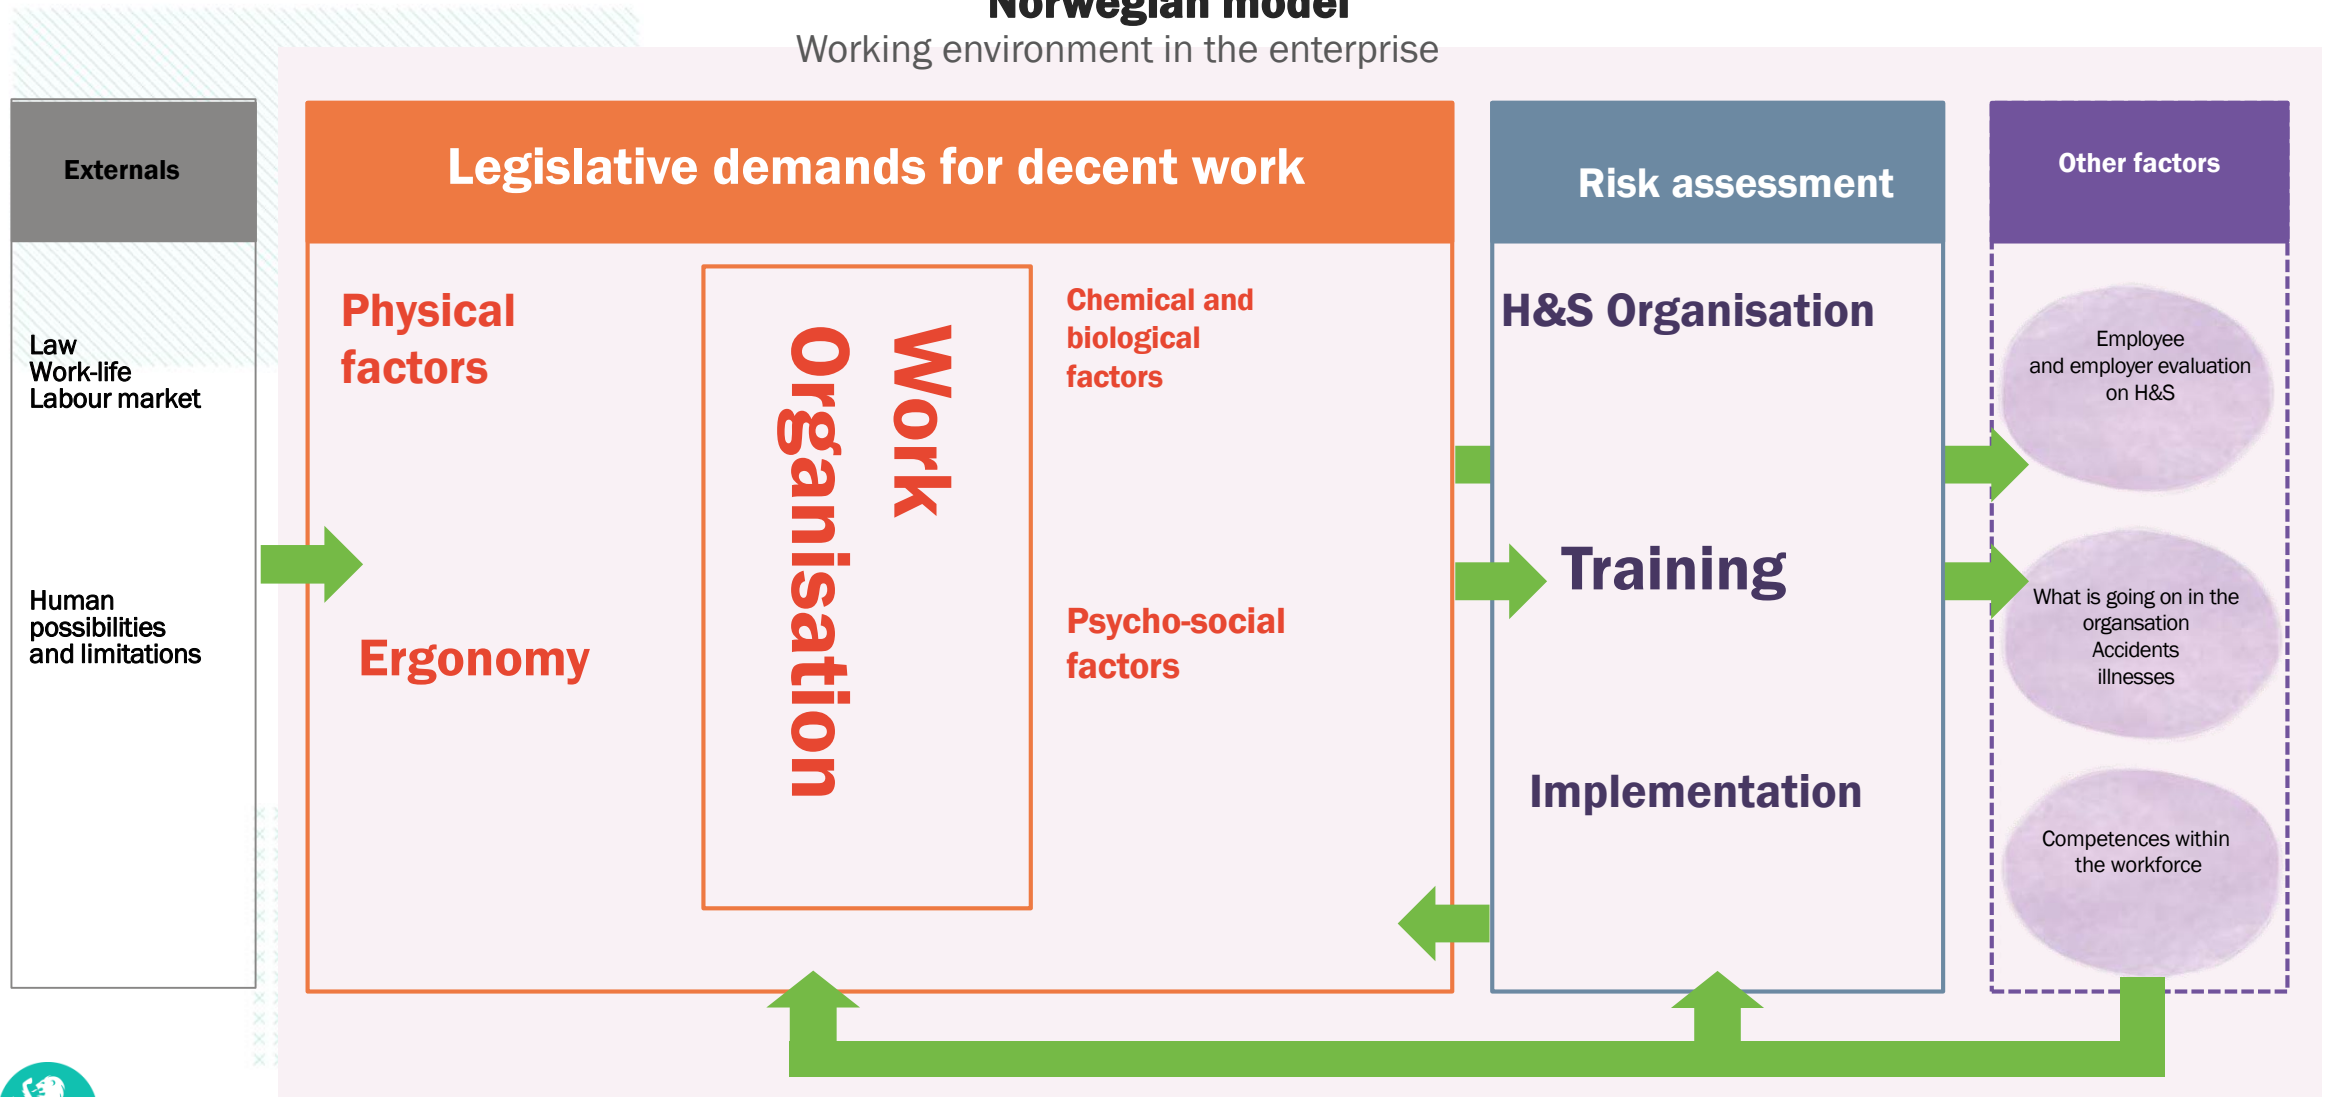 Norwegian model
Working environment in the enterprise
Externals
Law
Work-life
Labour market
Human
possibilities
and limitations
Legislative demands for decent work
Physical
factors
Ergonomy
Work
Organisation
Chemical and
biological
factors
Psycho-social
factors
Risk assessment
H&S Organisation
Training
Implementation
Other factors
Employee
and employer evaluation
on H&S
What is going on in the
organsation
Accidents
illnesses
Competences within
the workforce